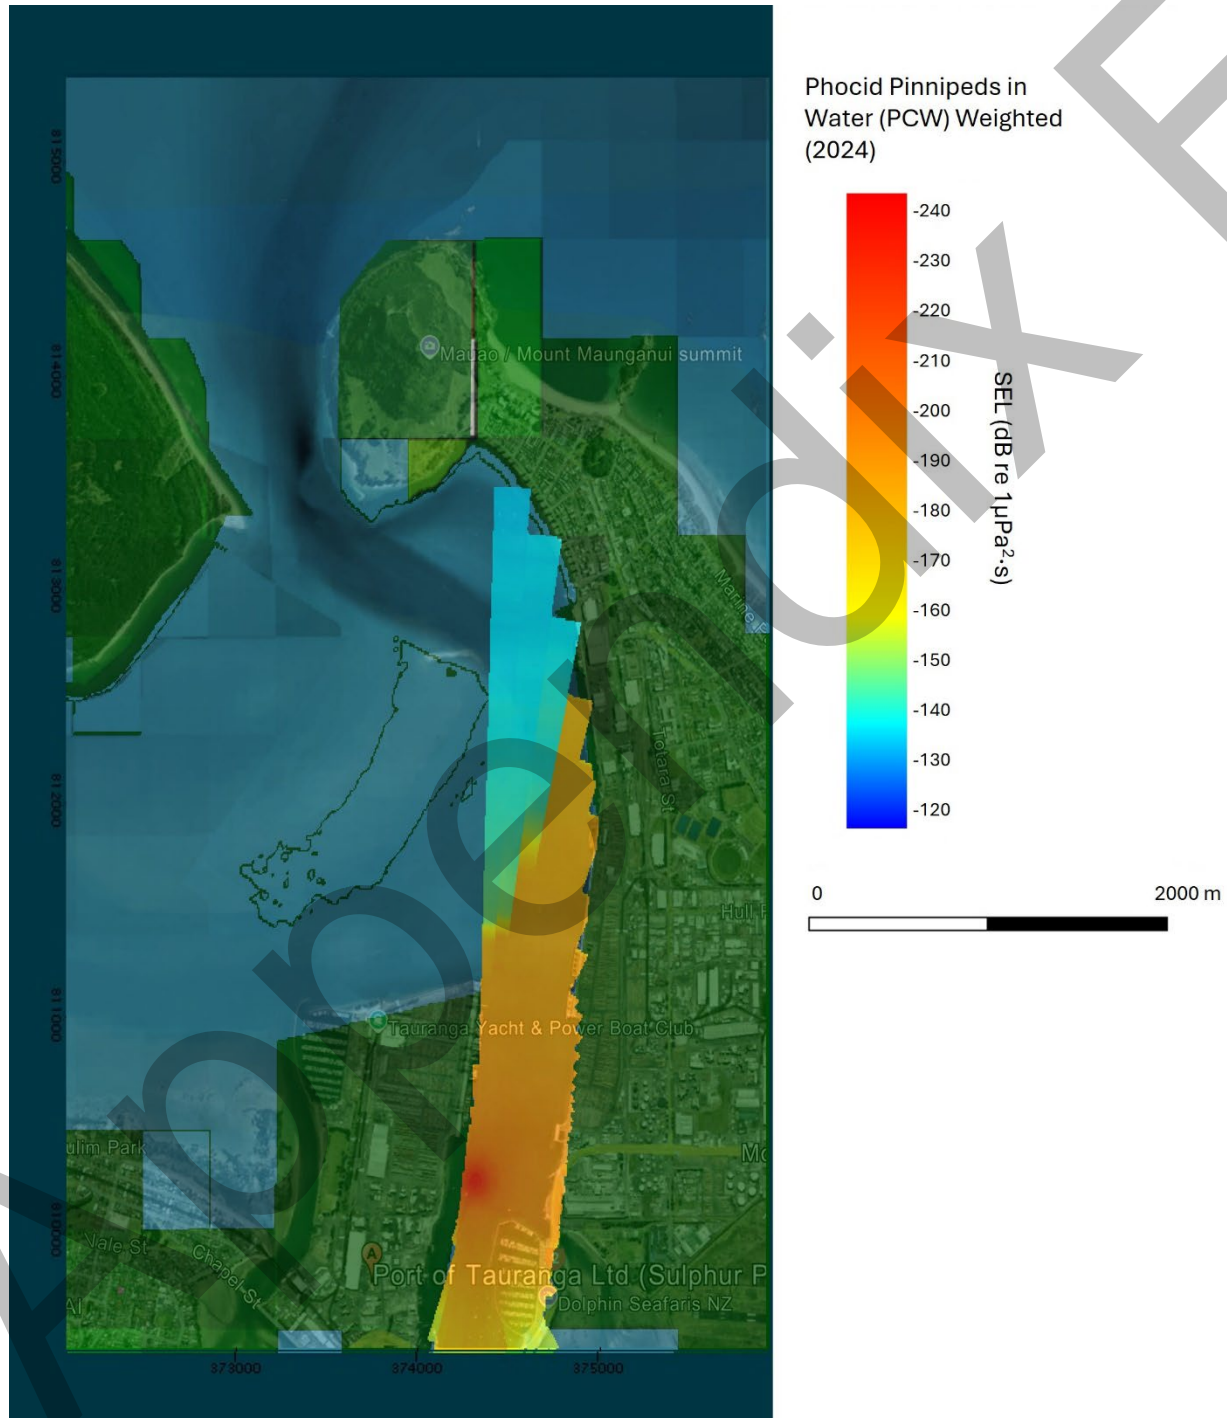 Phocid Pinnipeds in
Water (PCW) Weighted
(2024)
-240
-230
-220
-210
-200
-190
-180
-170
-160
-150
-140
-130
-120
SEL (dB re 1µPa²·s)
0
2000 m
815000
814000
813000
812000
811000
810000
373000
374000
375000
Mauao / Mount Maunganui summit
Marine P
Totara St
Hull R
Tauranga Yacht & Power Boat Club
ulim Park
Mo
Vale St
Chapel St
A
Port of Tauranga Ltd (Sulphur P
Dolphin Seafaris NZ
Appendix F